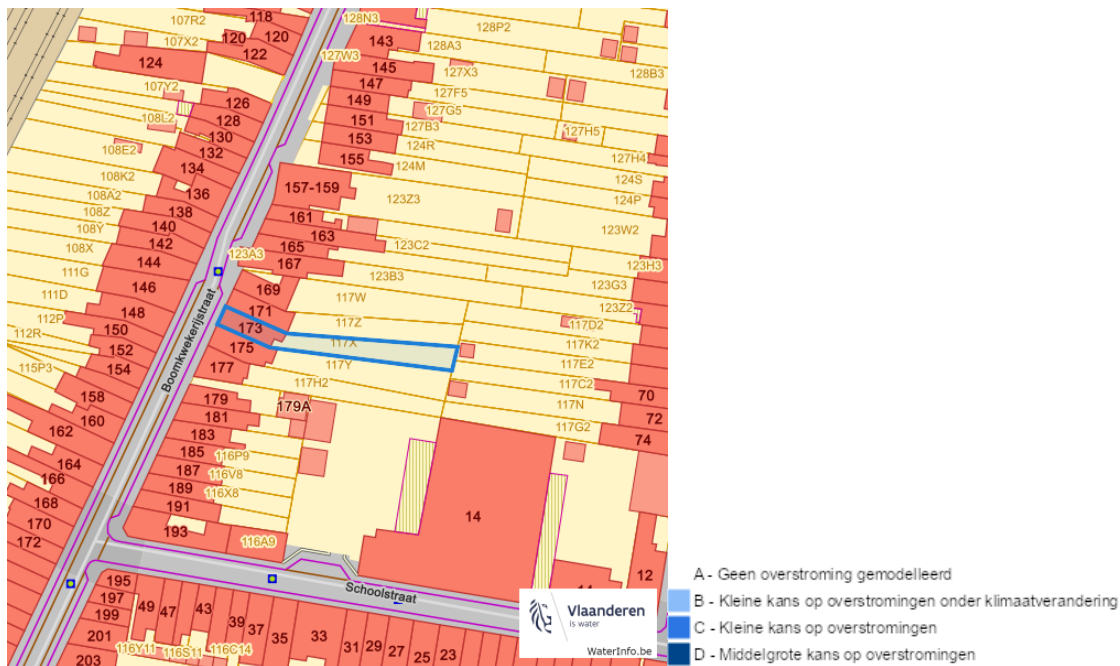 118
120
120
122
107R2
107X2
124
107Y2
126
128
130
108L2
132
108E2
134
108K2
136
108A2
138
108Z
140
108Y
142
108X
144
111G
146
111D
148
112P
150
112R
152
154
115P3
158
160
162
164
166
168
170
172
128N3
143
127W3
145
147
149
151
153
155
128P2
128A3
127X3
128B3
127F5
127G5
127B3
127H5
124R
127H4
124M
124S
124P
157-159
123Z3
161
163
123W2
165
123C2
123A3
167
123H3
123B3
123G3
169
117W
123Z2
171
117Z
117D2
173
117X
117K2
175
117Y
117E2
177
117H2
117C2
70
117N
72
117G2
74
179
179A
181
183
185
116P9
187
116V8
189
116X8
191
193
116A9
14
12
Boomkwekerijstraat
Schoolstraat
195
197
199
201
203
49
47
43
39
37
35
33
31
29
27
25
23
116Y11
116S11
116C14
Vlaanderen
is water
WaterInfo.be
A - Geen overstroming gemodelleerd
B - Kleine kans op overstromingen onder klimaatverandering
C - Kleine kans op overstromingen
D - Middelgrote kans op overstromingen